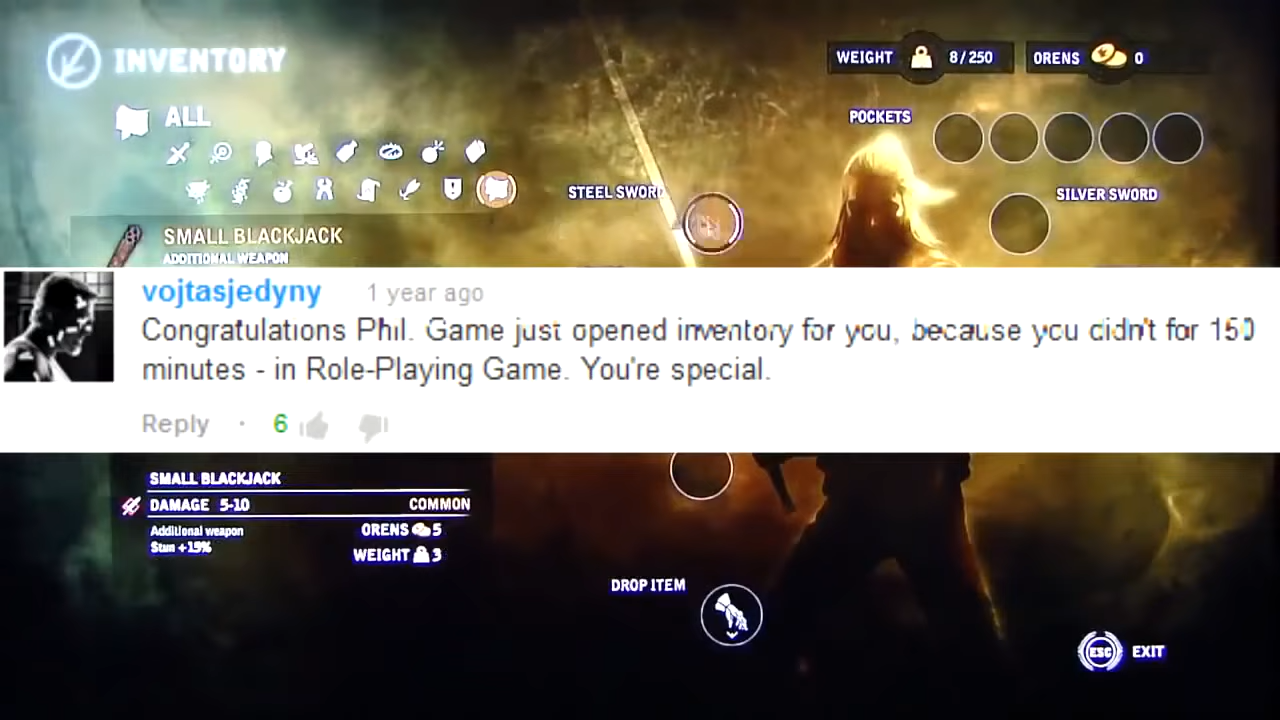 INVENTORY
WEIGHT 8/250 ORENS 0
ALL
POCKETS
STEEL SWORD
SILVER SWORD
SMALL BLACKJACK
ADDITIONAL WEAPON
vojtasjedyny 1 year ago
Congratulations Phil. Game just opened inventory for you, because you didn't for 150
minutes - in Role-Playing Game. You're special.
Reply · 6
SMALL BLACKJACK
DAMAGE 5-10 COMMON
Additional weapon
ORENS 5
Stun +15%
WEIGHT 3
DROP ITEM
ESC EXIT